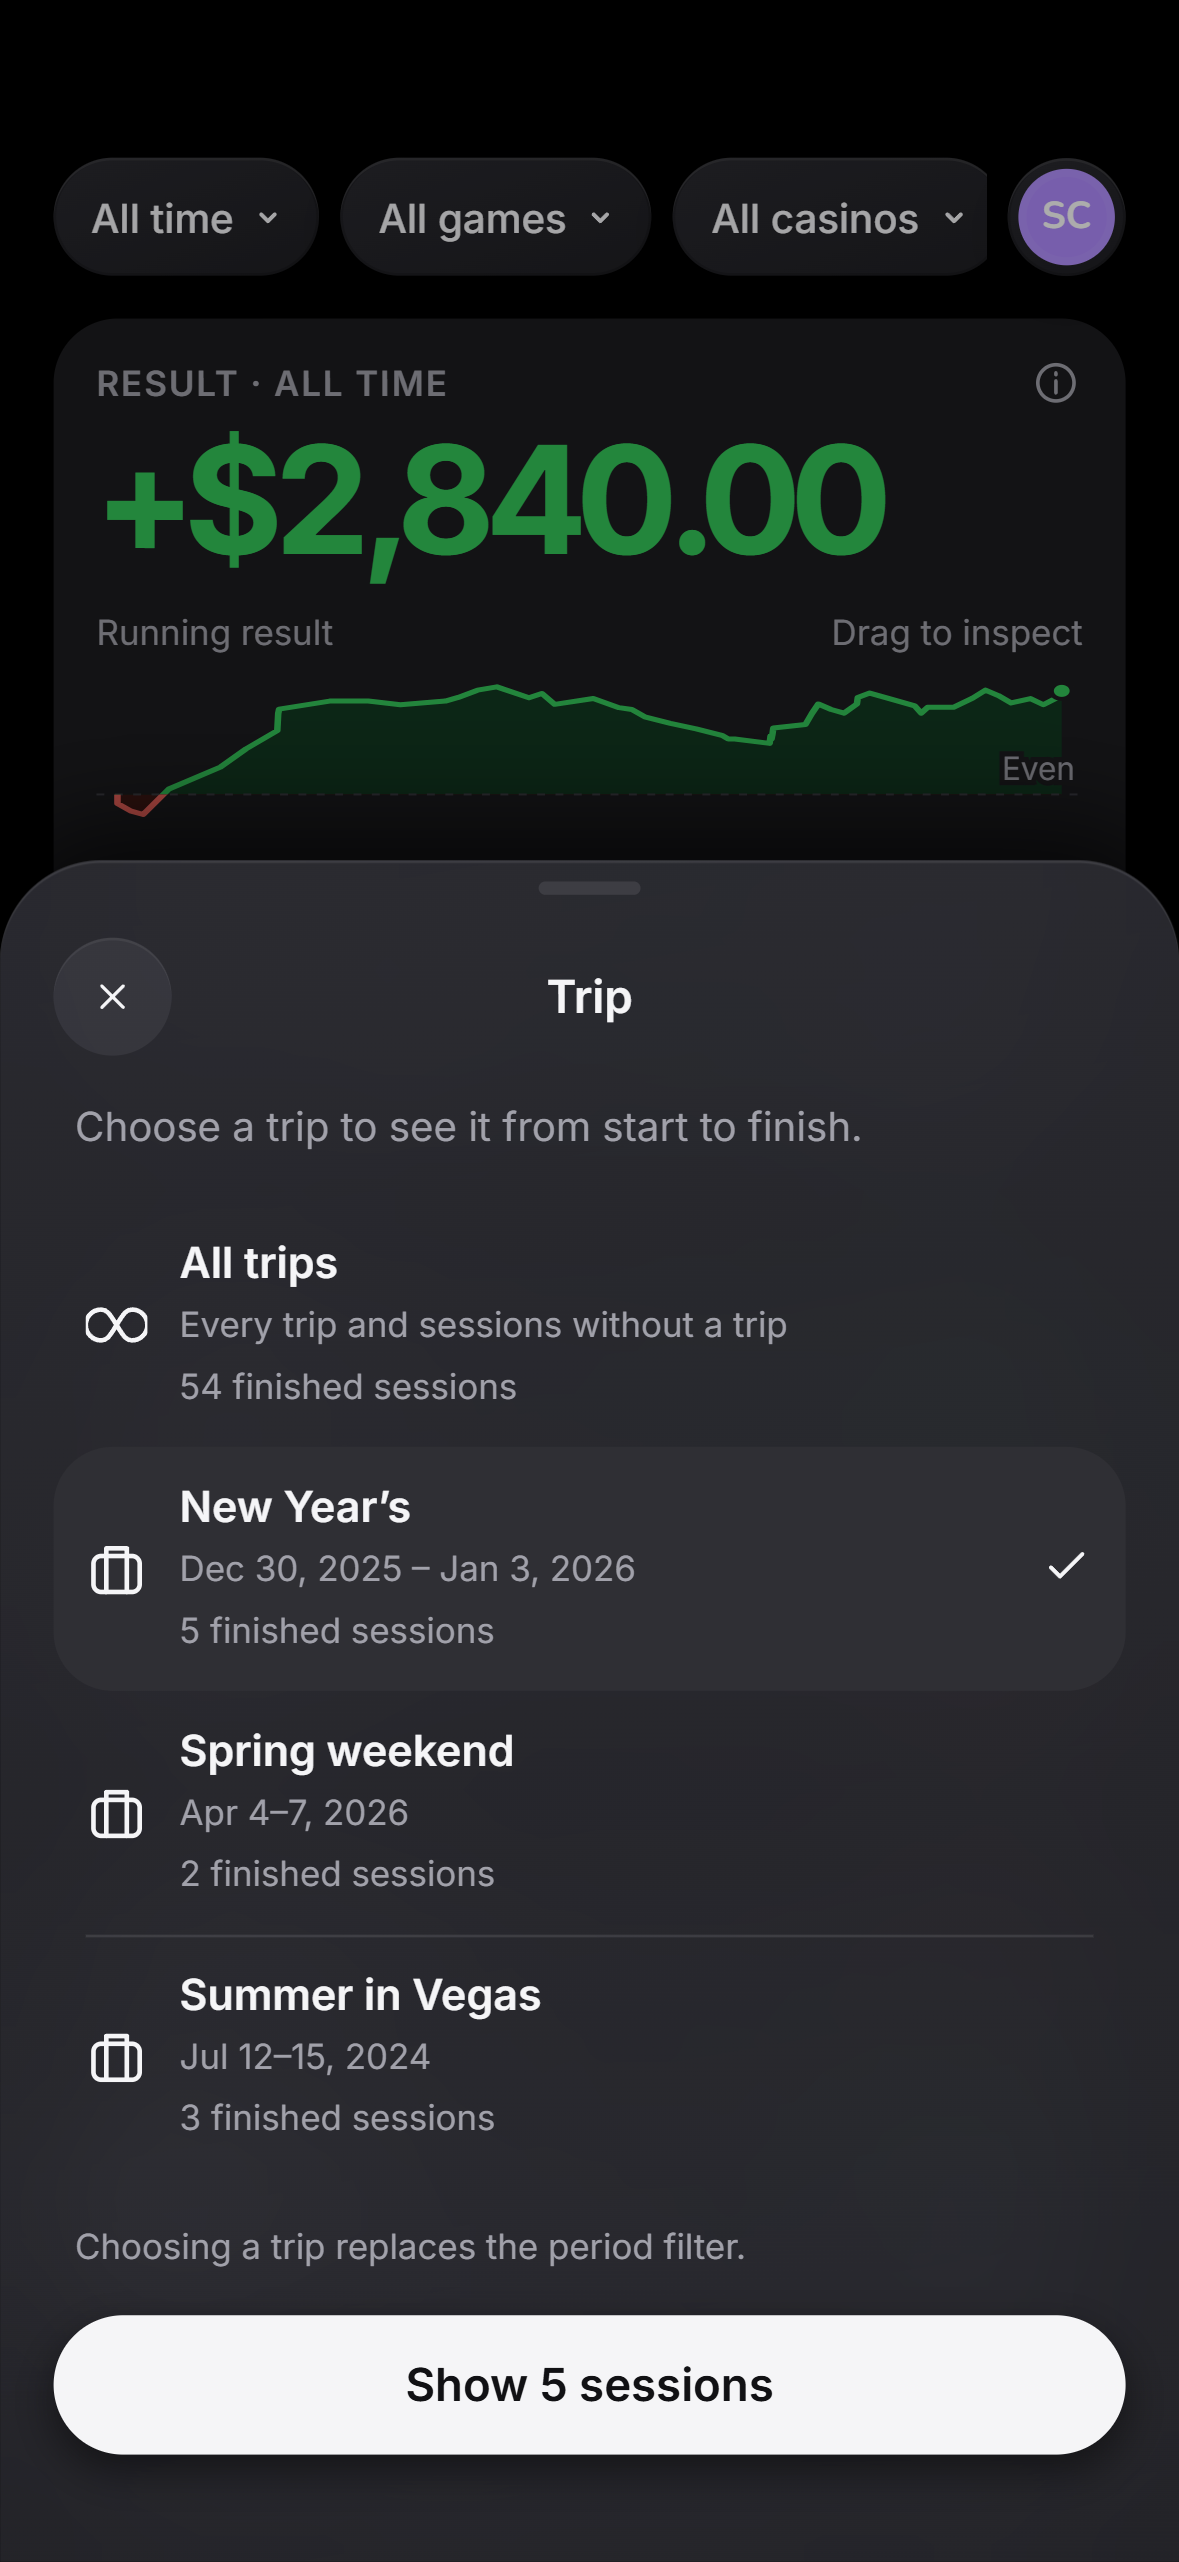 All time
All games
All casinos
SC
RESULT · ALL TIME
+$2,840.00
Running result
Drag to inspect
Even
Trip
Choose a trip to see it from start to finish.
All trips
Every trip and sessions without a trip
54 finished sessions
New Year’s
Dec 30, 2025 – Jan 3, 2026
5 finished sessions
Spring weekend
Apr 4–7, 2026
2 finished sessions
Summer in Vegas
Jul 12–15, 2024
3 finished sessions
Choosing a trip replaces the period filter.
Show 5 sessions